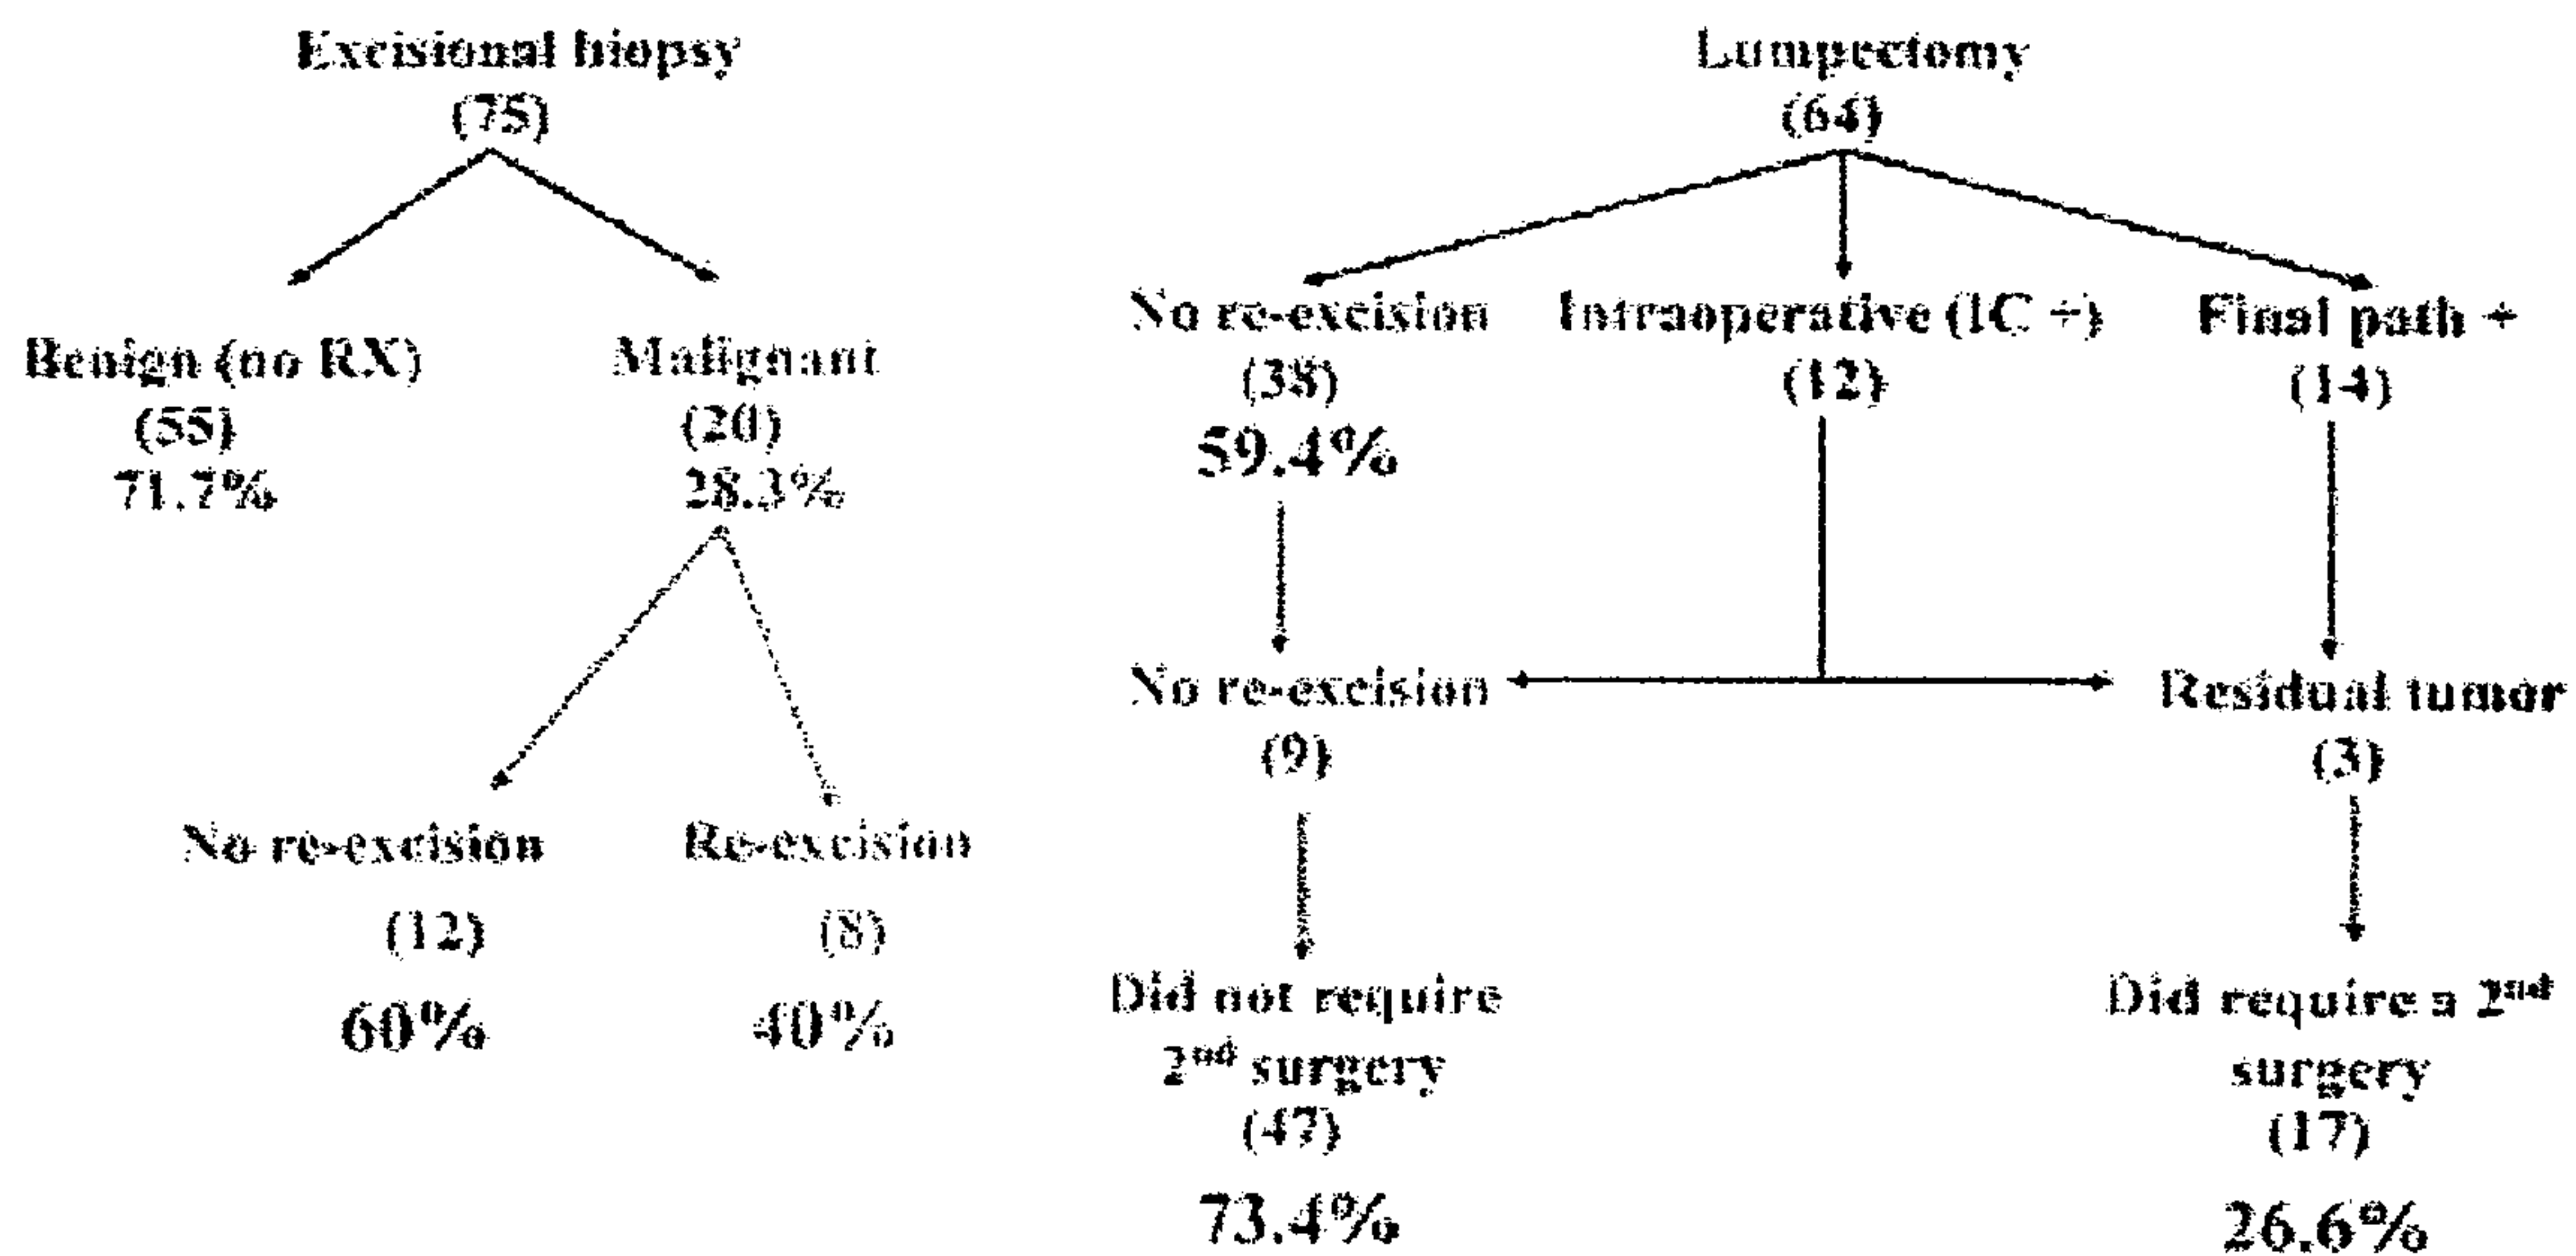 Excisional biopsy
(75)
Benign (no RX)
(55)
71.7%
Malignant
(20)
28.3%
No re-excision
(12)
60%
Re-excision
(8)
40%
Lumpectomy
(64)
No re-excision
(38)
59.4%
Intraoperative (IC +)
(12)
Final path +
(14)
No re-excision
(9)
Residual tumor
(3)
Did not require
2nd surgery
(47)
73.4%
Did require a 2nd
surgery
(17)
26.6%